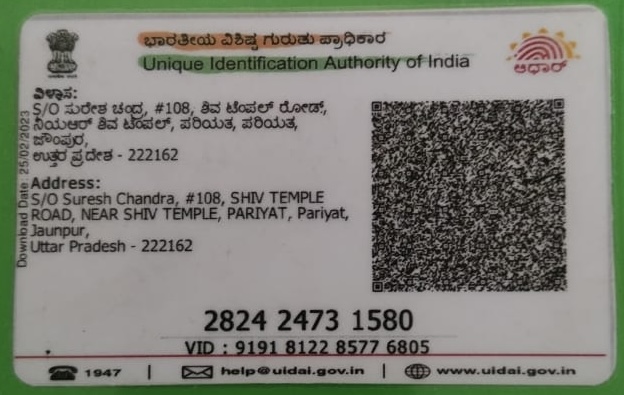 ಭಾರತೀಯ ವಿಶಿಷ್ಟ ಗುರುತು ಪ್ರಾಧಿಕಾರ
Unique Identification Authority of India
ಆಧಾರ್
ವಿಳಾಸ:
S/O ಸುರೇಶ ಚಂದ್ರ, #108, ಶಿವ ಟೆಂಪಲ್ ರೋಡ್,
ನಿಯಆರ್ ಶಿವ ಟೆಂಪಲ್, ಪರಿಯತ, ಪರಿಯತ,
ಜೌಂಪುರ,
ಉತ್ತರ ಪ್ರದೇಶ - 222162
Download Date: 25/02/2023
Address:
S/O Suresh Chandra, #108, SHIV TEMPLE
ROAD, NEAR SHIV TEMPLE, PARIYAT, Pariyat,
Jaunpur,
Uttar Pradesh - 222162
2824 2473 1580
VID : 9191 8122 8577 6805
1947 | help@uidai.gov.in | www.uidai.gov.in